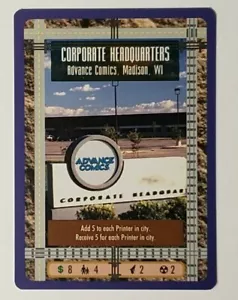 CORPORATE HEADQUARTERS
Advance Comics, Madison, WI
ADVANCE
COMICS
CORPORATE HEADQUAR
Add 5 to each Printer in city.
Receive 5 for each Printer in city.
$ 8 4 2 2